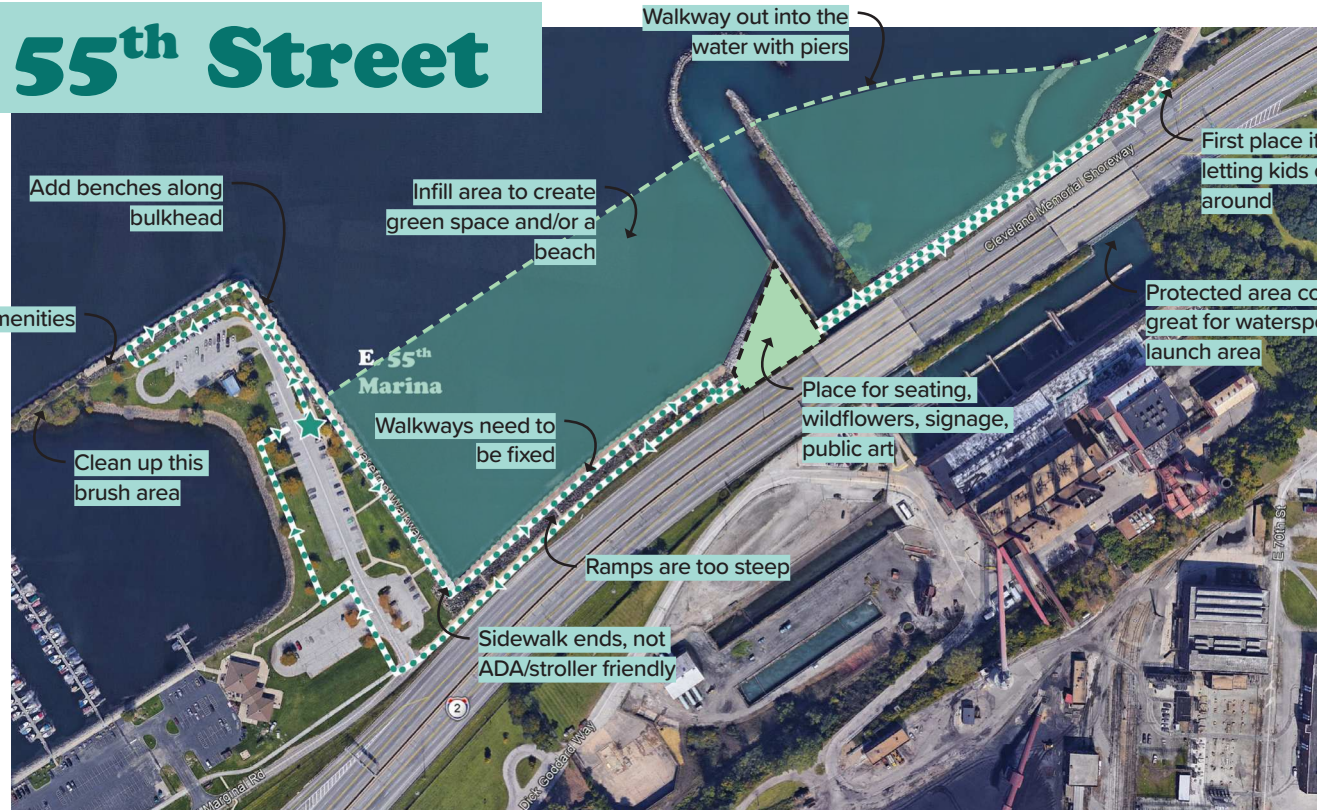 55th Street
Walkway out into the
water with piers
First place i
letting kids
around
Add benches along
bulkhead
Infill area to create
green space and/or a
beach
Cleveland Memorial Shoreway
Protected area co
great for waterspo
launch area
menities
E. 55th
Marina
Place for seating,
wildflowers, signage,
public art
Walkways need to
be fixed
Clean up this
brush area
Lakefront Walkway
Ramps are too steep
E 70th St
Sidewalk ends, not
ADA/stroller friendly
2
Marginal Rd
Dick Goddard Way